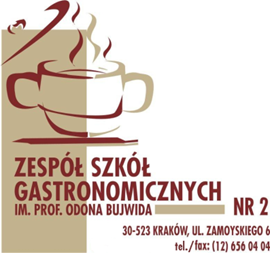 ZESPÓŁ SZKÓŁ
GASTRONOMICZNYCH
IM. PROF. ODONA BUJWIDA NR 2
30-523 KRAKÓW, UL. ZAMOYSKIEGO 6
tel./fax: (12) 656 04 04